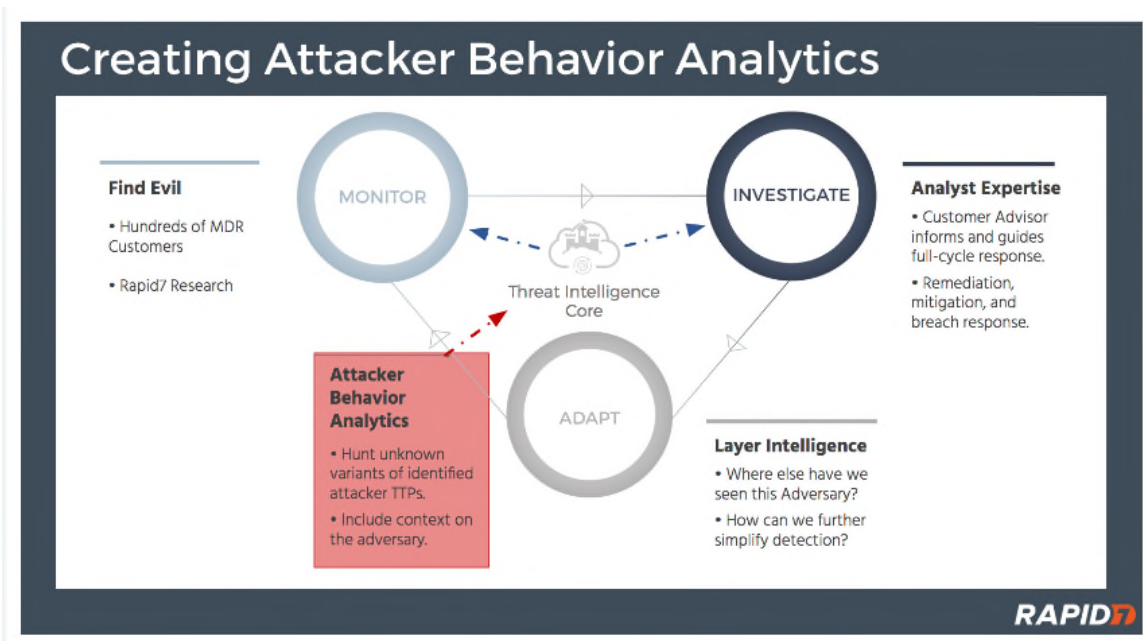 Creating Attacker Behavior Analytics
Find Evil
• Hundreds of MDR
Customers
• Rapid7 Research
MONITOR
INVESTIGATE
Analyst Expertise
• Customer Advisor
informs and guides
full-cycle response.
• Remediation,
mitigation, and
breach response.
Threat Intelligence
Core
Attacker
Behavior
Analytics
• Hunt unknown
variants of identified
attacker TTPs.
• Include context on
the adversary.
ADAPT
Layer Intelligence
• Where else have we
seen this Adversary?
• How can we further
simplify detection?
RAPID7